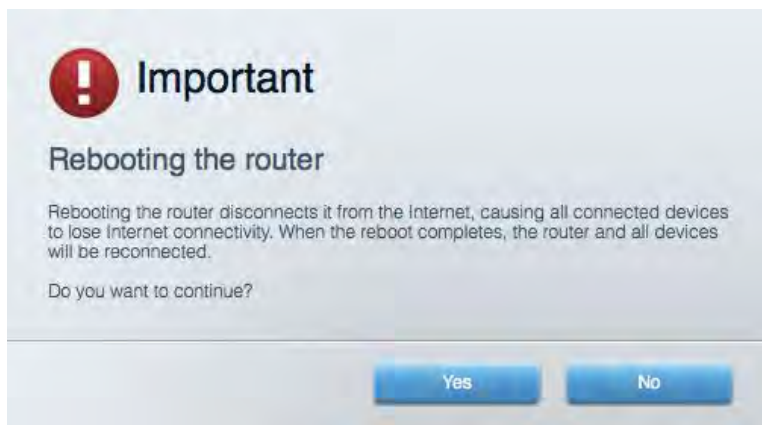 Important
Rebooting the router
Rebooting the router disconnects it from the Internet, causing all connected devices
to lose Internet connectivity. When the reboot completes, the router and all devices
will be reconnected.
Do you want to continue?
Yes
No